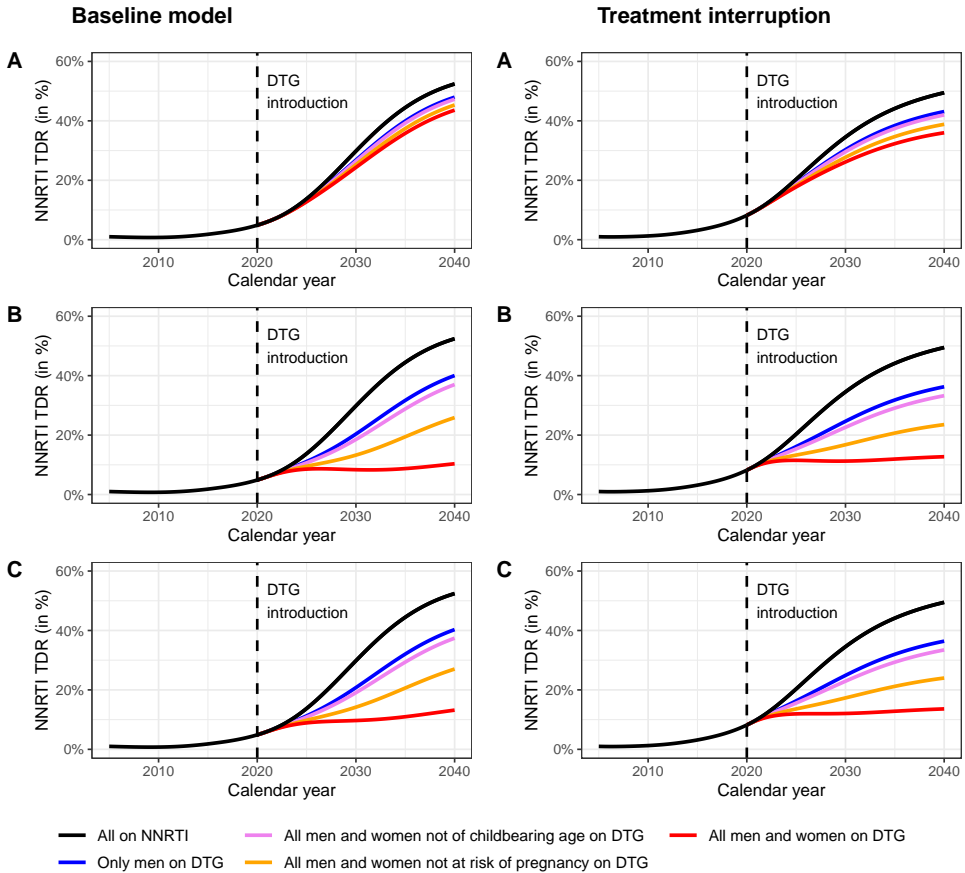 Baseline model
Treatment interruption
A
NNRTI TDR (in %)
60%
40%
20%
0%
DTG
introduction
2010 2020 2030 2040
Calendar year
A
NNRTI TDR (in %)
60%
40%
20%
0%
DTG
introduction
2010 2020 2030 2040
Calendar year
B
NNRTI TDR (in %)
60%
40%
20%
0%
DTG
introduction
2010 2020 2030 2040
Calendar year
B
NNRTI TDR (in %)
60%
40%
20%
0%
DTG
introduction
2010 2020 2030 2040
Calendar year
C
NNRTI TDR (in %)
60%
40%
20%
0%
DTG
introduction
2010 2020 2030 2040
Calendar year
C
NNRTI TDR (in %)
60%
40%
20%
0%
DTG
introduction
2010 2020 2030 2040
Calendar year
All on NNRTI
Only men on DTG
All men and women not of childbearing age on DTG
All men and women not at risk of pregnancy on DTG
All men and women on DTG